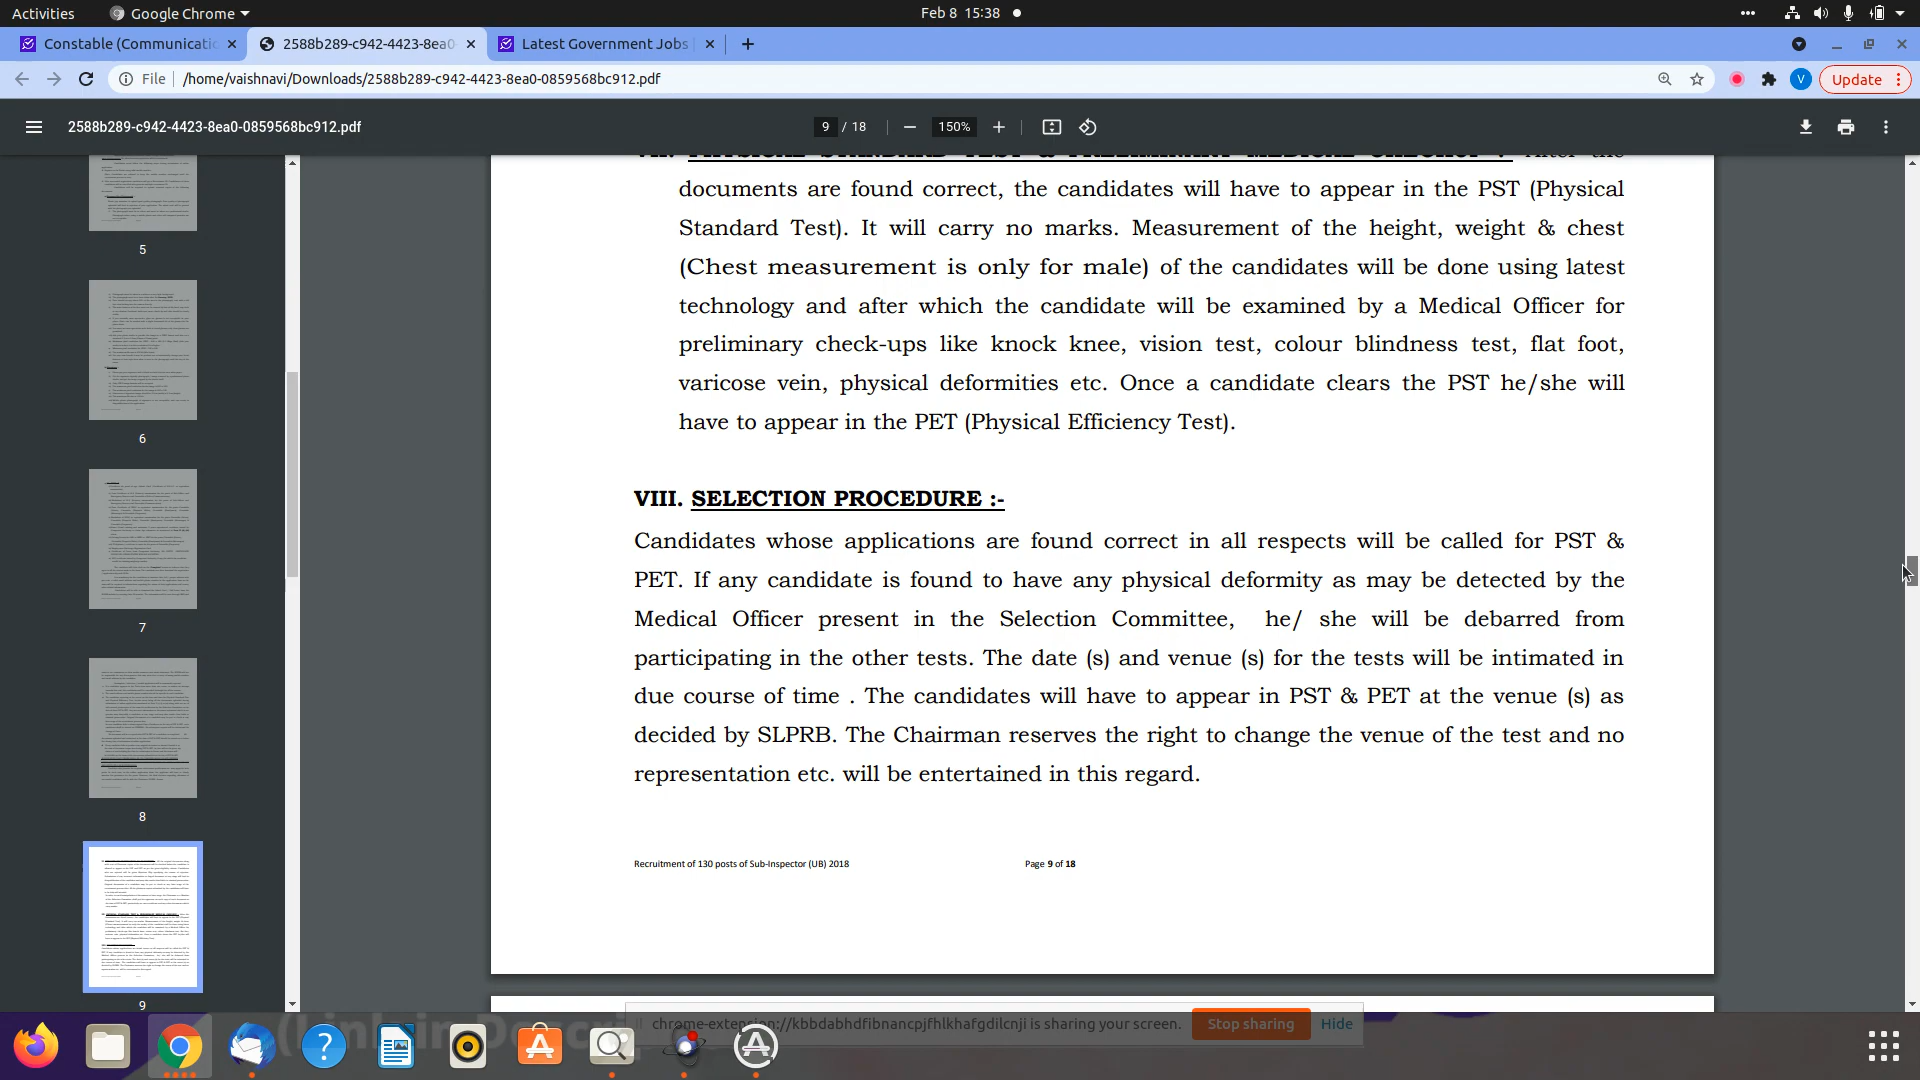 Activities
Google Chrome
Feb 8 15:38
Constable (Communicatio
2588b289-c942-4423-8ea0-
Latest Government Jobs
File
/home/vaishnavi/Downloads/2588b289-c942-4423-8ea0-0859568bc912.pdf
V
Update
2588b289-c942-4423-8ea0-0859568bc912.pdf
9 / 18
150%
VII. PHYSICAL STANDARD TEST & PRELIMINARY MEDICAL CHECKUP :- After the
documents are found correct, the candidates will have to appear in the PST (Physical
Standard Test). It will carry no marks. Measurement of the height, weight & chest
(Chest measurement is only for male) of the candidates will be done using latest
technology and after which the candidate will be examined by a Medical Officer for
preliminary check-ups like knock knee, vision test, colour blindness test, flat foot,
varicose vein, physical deformities etc. Once a candidate clears the PST he/she will
have to appear in the PET (Physical Efficiency Test).
VIII. SELECTION PROCEDURE :-
Candidates whose applications are found correct in all respects will be called for PST &
PET. If any candidate is found to have any physical deformity as may be detected by the
Medical Officer present in the Selection Committee, he/ she will be debarred from
participating in the other tests. The date (s) and venue (s) for the tests will be intimated in
due course of time . The candidates will have to appear in PST & PET at the venue (s) as
decided by SLPRB. The Chairman reserves the right to change the venue of the test and no
representation etc. will be entertained in this regard.
Recruitment of 130 posts of Sub-Inspector (UB) 2018
Page 9 of 18
5
6
7
8
9
chrome-extension://kbbdabhdfibnancpjfhlkhafgdilcnji is sharing your screen.
Stop sharing
Hide